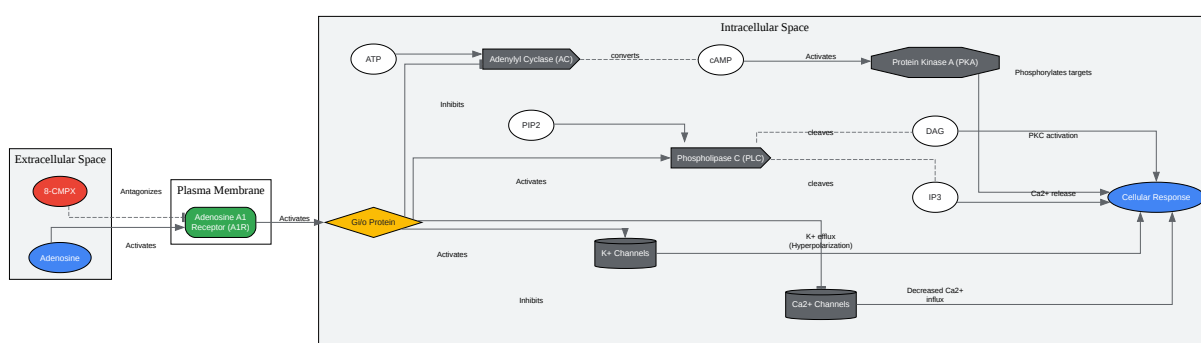 Intracellular Space
ATP
Adenylyl Cyclase (AC)
converts
cAMP
Activates
Protein Kinase A (PKA)
Phosphorylates targets
Inhibits
PIP2
cleaves
DAG
PKC activation
Phospholipase C (PLC)
Activates
cleaves
IP3
Ca2+ release
Cellular Response
Extracellular Space
8-CMPX
Antagonizes
Plasma Membrane
Adenosine A1
Receptor (A1R)
Activates
Gi/o Protein
Activates
Adenosine
Activates
K+ Channels
K+ efflux
(Hyperpolarization)
Inhibits
Ca2+ Channels
Decreased Ca2+
influx